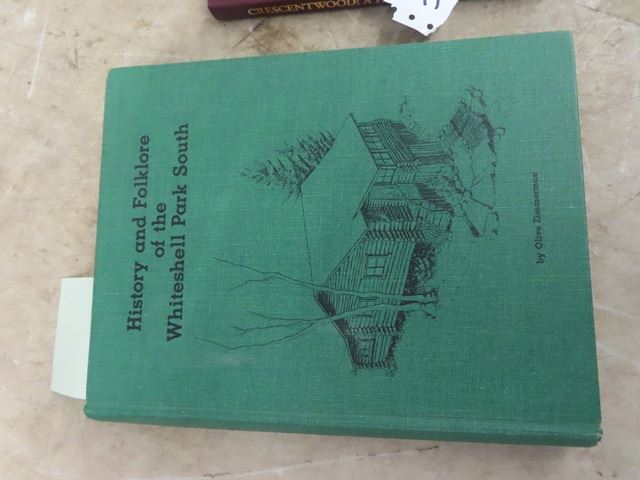 History and Folklore
of the
Whiteshell Park South
by Olive Zimmerman
CRESCENTWOOD: A